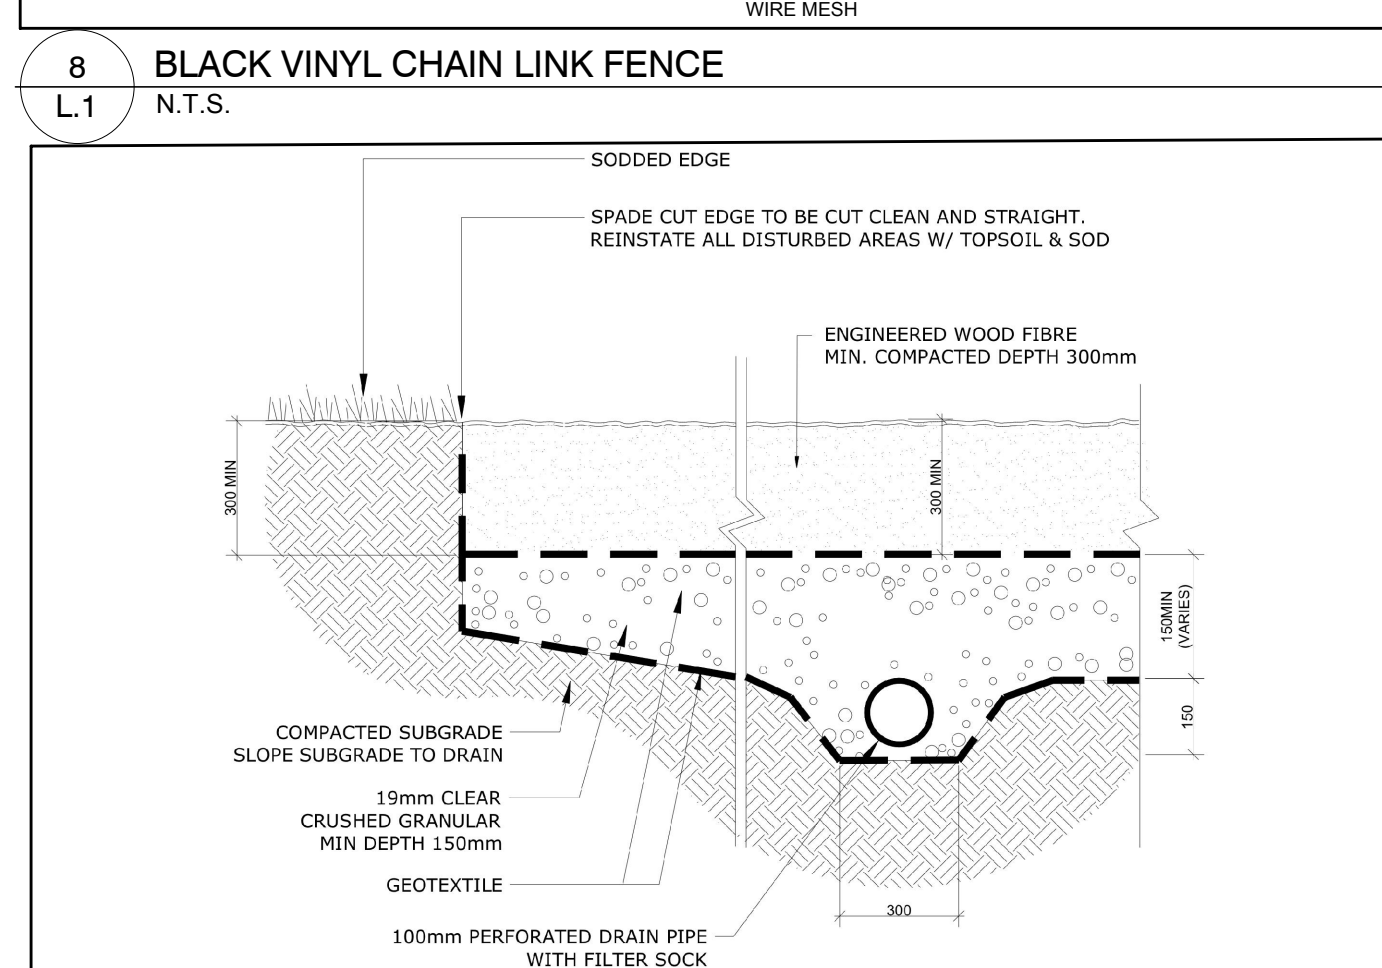 WIRE MESH
8
BLACK VINYL CHAIN LINK FENCE
L.1
N.T.S.
SODDED EDGE
SPADE CUT EDGE TO BE CUT CLEAN AND STRAIGHT.
REINSTATE ALL DISTURBED AREAS W/ TOPSOIL & SOD
ENGINEERED WOOD FIBRE
MIN. COMPACTED DEPTH 300mm
300 MIN
300 MIN
150MIN
(VARIES)
150
COMPACTED SUBGRADE
SLOPE SUBGRADE TO DRAIN
19mm CLEAR
CRUSHED GRANULAR
MIN DEPTH 150mm
GEOTEXTILE
300
100mm PERFORATED DRAIN PIPE
WITH FILTER SOCK